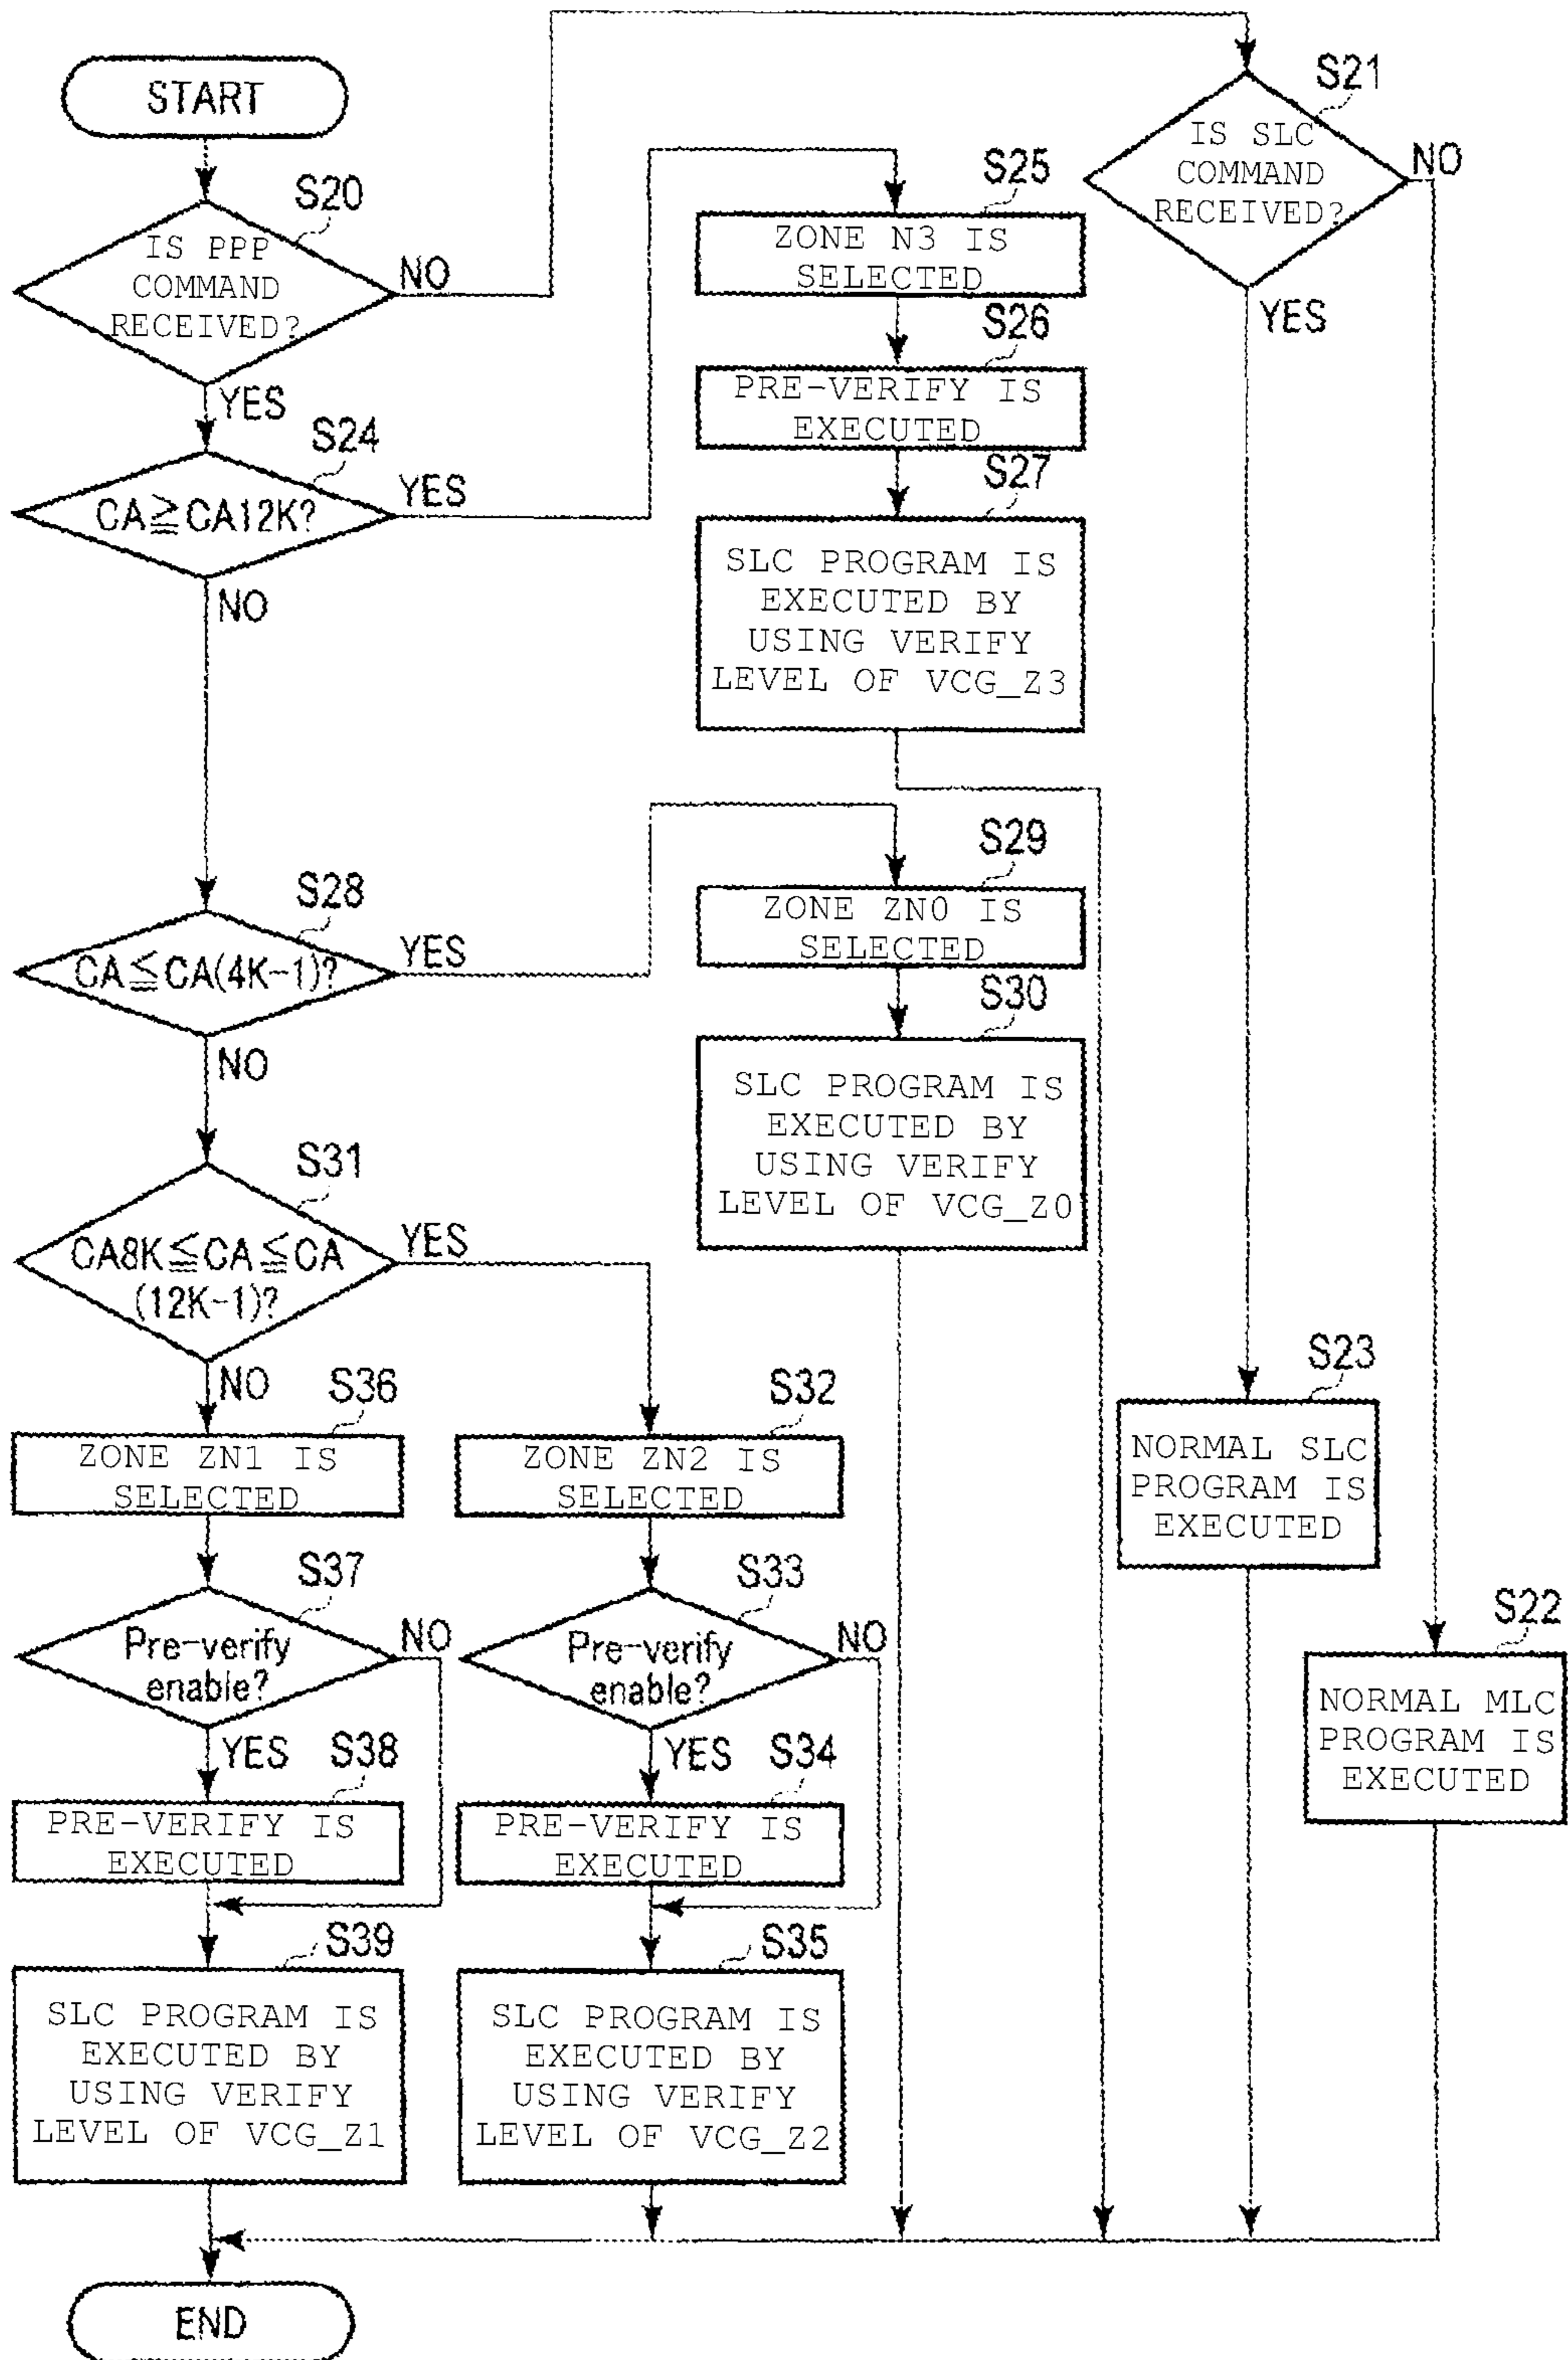 START
S20
IS PPP
COMMAND
RECEIVED?
NO
YES
S21
IS SLC
COMMAND
RECEIVED?
NO
YES
S24
CA≧CA12K?
YES
NO
S25
ZONE N3 IS
SELECTED
S26
PRE-VERIFY IS
EXECUTED
S27
SLC PROGRAM IS
EXECUTED BY
USING VERIFY
LEVEL OF VCG_Z3
S28
CA≦CA(4K-1)?
YES
NO
S29
ZONE ZN0 IS
SELECTED
S30
SLC PROGRAM IS
EXECUTED BY
USING VERIFY
LEVEL OF VCG_Z0
S31
CA8K≦CA≦CA
(12K-1)?
YES
NO
S36
ZONE ZN1 IS
SELECTED
S32
ZONE ZN2 IS
SELECTED
S23
NORMAL SLC
PROGRAM IS
EXECUTED
S37
Pre-verify
enable?
NO
YES
S33
Pre-verify
enable?
NO
YES
S22
NORMAL MLC
PROGRAM IS
EXECUTED
S38
PRE-VERIFY IS
EXECUTED
S34
PRE-VERIFY IS
EXECUTED
S39
SLC PROGRAM IS
EXECUTED BY
USING VERIFY
LEVEL OF VCG_Z1
S35
SLC PROGRAM IS
EXECUTED BY
USING VERIFY
LEVEL OF VCG_Z2
END